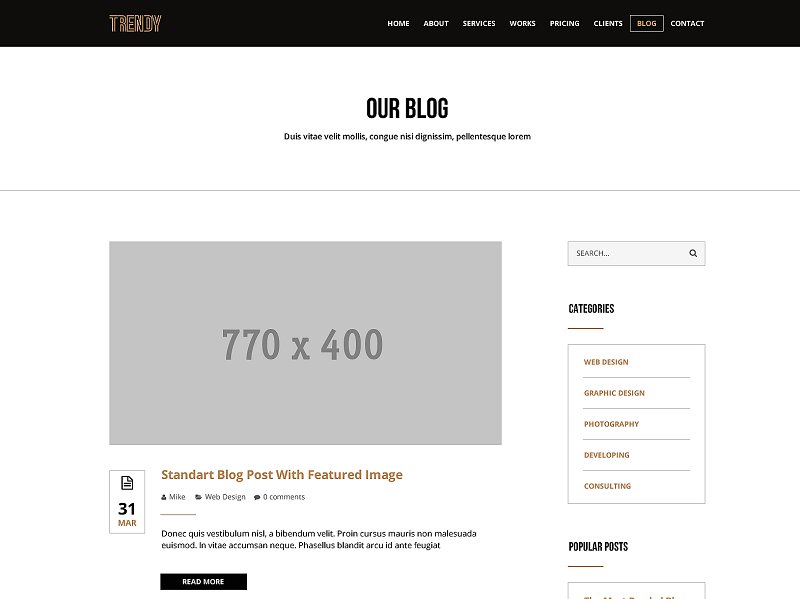 TRENDY
HOME ABOUT SERVICES WORKS PRICING CLIENTS BLOG CONTACT
OUR BLOG
Duis vitae velit mollis, congue nisi dignissim, pellentesque lorem
770 x 400
31
MAR
Standart Blog Post With Featured Image
Mike Web Design 0 comments
Donec quis vestibulum nisl, a bibendum velit. Proin cursus mauris non malesuada
euismod. In vitae accumsan neque. Phasellus blandit arcu id ante feugiat
READ MORE
SEARCH...
CATEGORIES
WEB DESIGN
GRAPHIC DESIGN
PHOTOGRAPHY
DEVELOPING
CONSULTING
POPULAR POSTS